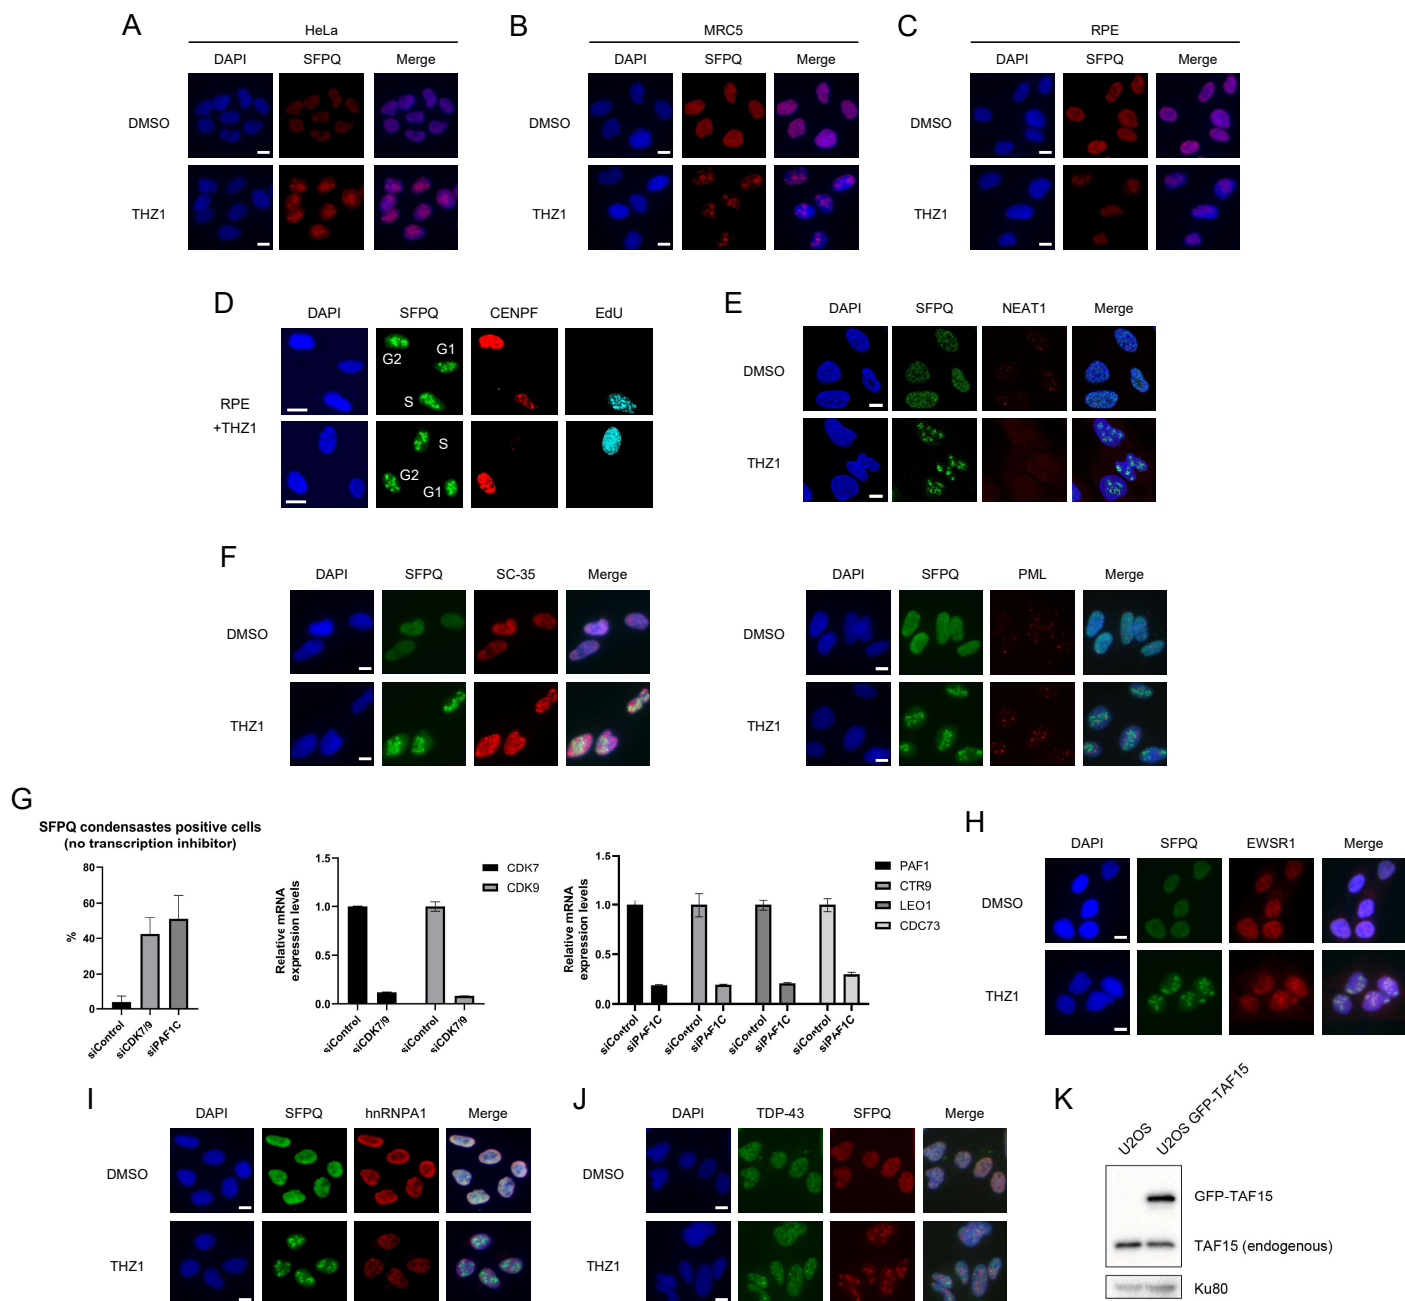 A
HeLa
DAPI SFPQ Merge
DMSO
THZ1
B
MRC5
DAPI SFPQ Merge
DMSO
THZ1
C
RPE
DAPI SFPQ Merge
DMSO
THZ1
D
DAPI SFPQ CENPF EdU
RPE
+THZ1
G2 G1
S
S
G2
G1
E
DAPI SFPQ NEAT1 Merge
DMSO
THZ1
F
DAPI SFPQ SC-35 Merge
DMSO
THZ1
DAPI SFPQ PML Merge
DMSO
THZ1
G
SFPQ condensastes positive cells
(no transcription inhibitor)
%
80
60
40
20
0
siControl
siCDK7/9
siPAF1C
Relative mRNA
expression levels
1.5
1.0
0.5
0.0
siControl
siCDK7/9
siControl
siCDK7/9
CDK7
CDK9
Relative mRNA
expression levels
1.5
1.0
0.5
0.0
siControl
siPAF1C
siControl
siPAF1C
siControl
siPAF1C
siControl
siPAF1C
PAF1
CTR9
LEO1
CDC73
H
DAPI SFPQ EWSR1 Merge
DMSO
THZ1
I
DAPI SFPQ hnRNPA1 Merge
DMSO
THZ1
J
DAPI TDP-43 SFPQ Merge
DMSO
THZ1
K
U2OS
U2OS GFP-TAF15
GFP-TAF15
TAF15 (endogenous)
Ku80